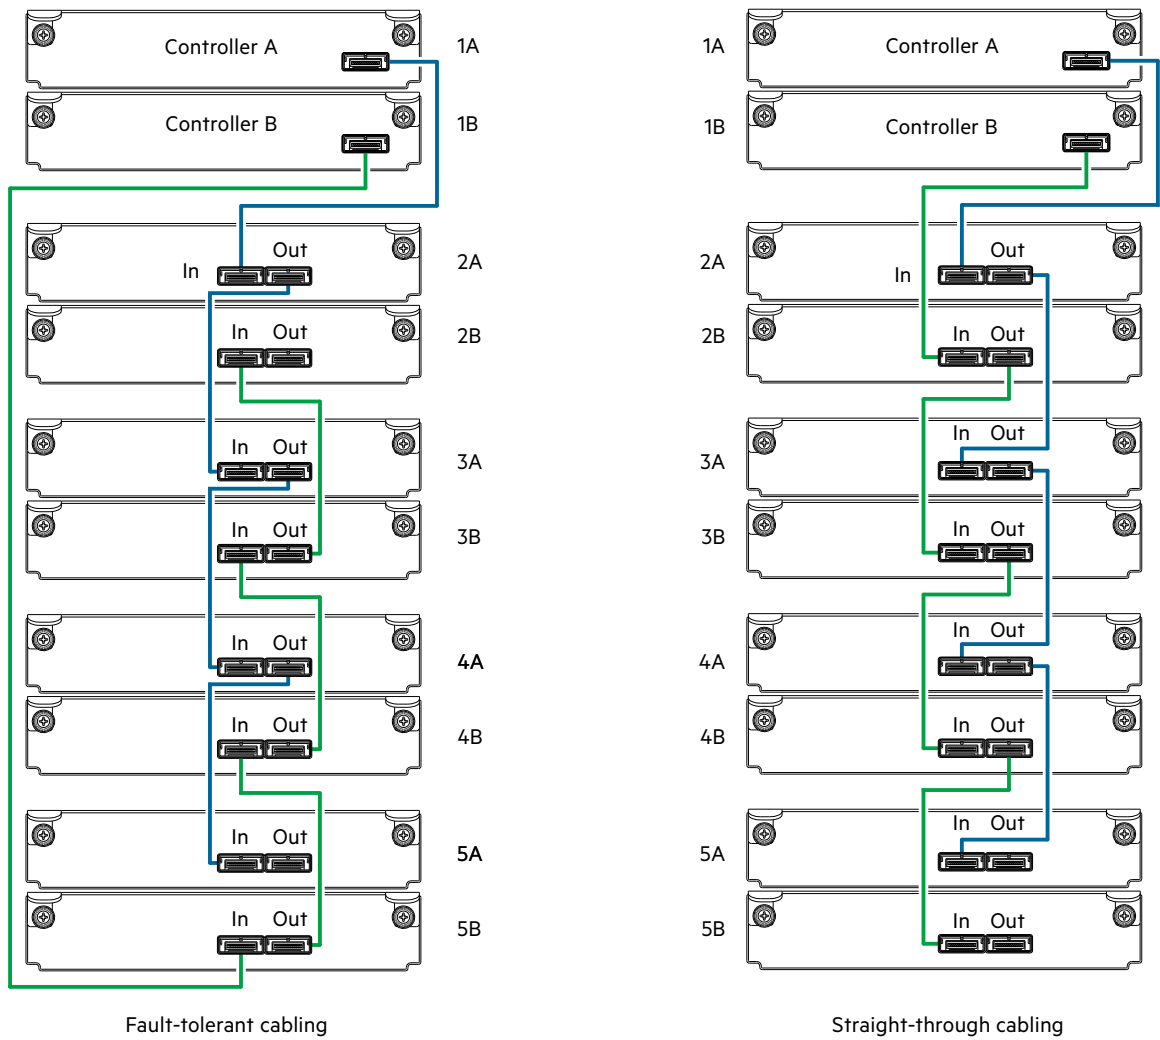 Controller A
1A
Controller B
1B
In
Out
2A
In Out
2B
In Out
3A
In Out
3B
In Out
4A
In Out
4B
In Out
5A
In Out
5B
Fault-tolerant cabling
1A
Controller A
1B
Controller B
2A
In
Out
2B
In Out
3A
In Out
3B
In Out
4A
In Out
4B
In Out
5A
In Out
5B
In Out
Straight-through cabling